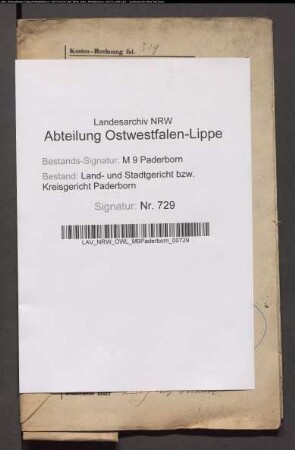 Kosten-Rechnung fol.
Landesarchiv NRW
Abteilung Ostwestfalen-Lippe
Bestands-Signatur: M 9 Paderborn
Bestand: Land- und Stadtgericht bzw.
Kreisgericht Paderborn
Signatur: Nr. 729
LAV_NRW_OWL_M9Paderborn_00729